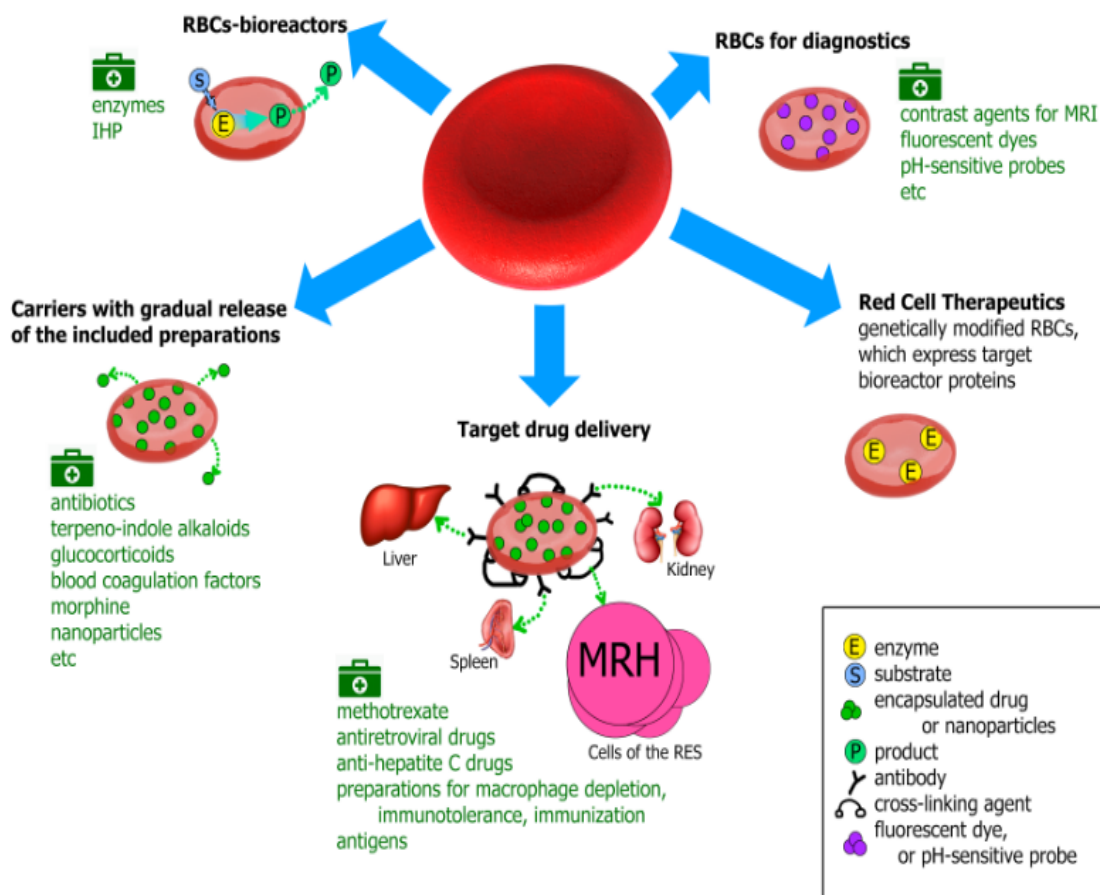 RBCs-bioreactors
enzymes
IHP
S
E
P
P
RBCs for diagnostics
contrast agents for MRI
fluorescent dyes
pH-sensitive probes
etc
Carriers with gradual release
of the included preparations
antibiotics
terpeno-indole alkaloids
glucocorticoids
blood coagulation factors
morphine
nanoparticles
etc
Target drug delivery
Liver
Kidney
Spleen
MRH
Cells of the RES
methotrexate
antiretroviral drugs
anti-hepatite C drugs
preparations for macrophage depletion,
immunotolerance, immunization
antigens
Red Cell Therapeutics
genetically modified RBCs,
which express target
bioreactor proteins
E
E
E
E enzyme
S substrate
encapsulated drug
or nanoparticles
P product
antibody
cross-linking agent
fluorescent dye,
or pH-sensitive probe